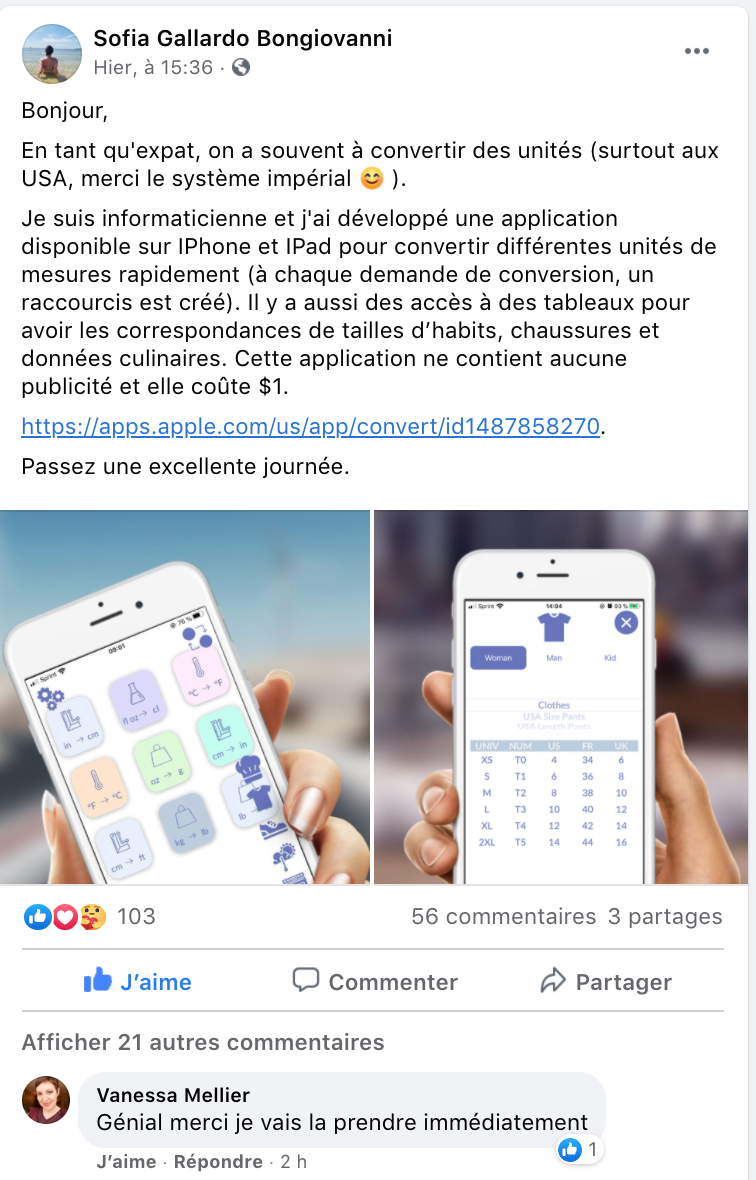 Sofia Gallardo Bongiovanni
Hier, à 15:36 ·
Bonjour,
En tant qu'expat, on a souvent à convertir des unités (surtout aux
USA, merci le système impérial 😊 ).
Je suis informaticienne et j'ai développé une application
disponible sur IPhone et IPad pour convertir différentes unités de
mesures rapidement (à chaque demande de conversion, un
raccourcis est créé). Il y a aussi des accès à des tableaux pour
avoir les correspondances de tailles d’habits, chaussures et
données culinaires. Cette application ne contient aucune
publicité et elle coûte $1.
https://apps.apple.com/us/app/convert/id1487858270.
Passez une excellente journée.
Sprint 09:01 76 %
in → cm
fl oz → cl
°C → °F
°F → °C
oz → g
cm → in
cm → ft
kg → lb
lb
Sprint 14:04 93 %
Woman Man Kid
Clothes
USA Size Pants
USA Length Pants
UNIV NUM US FR UK
XS T0 4 34 6
S T1 6 36 8
M T2 8 38 10
L T3 10 40 12
XL T4 12 42 14
2XL T5 14 44 16
103 56 commentaires 3 partages
J’aime Commenter Partager
Afficher 21 autres commentaires
Vanessa Mellier
Génial merci je vais la prendre immédiatement
1
J’aime · Répondre · 2 h